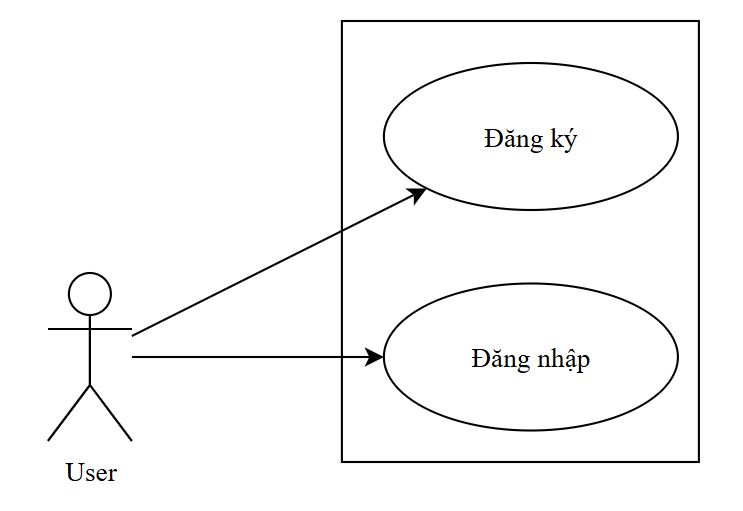 Đăng ký
Đăng nhập
User